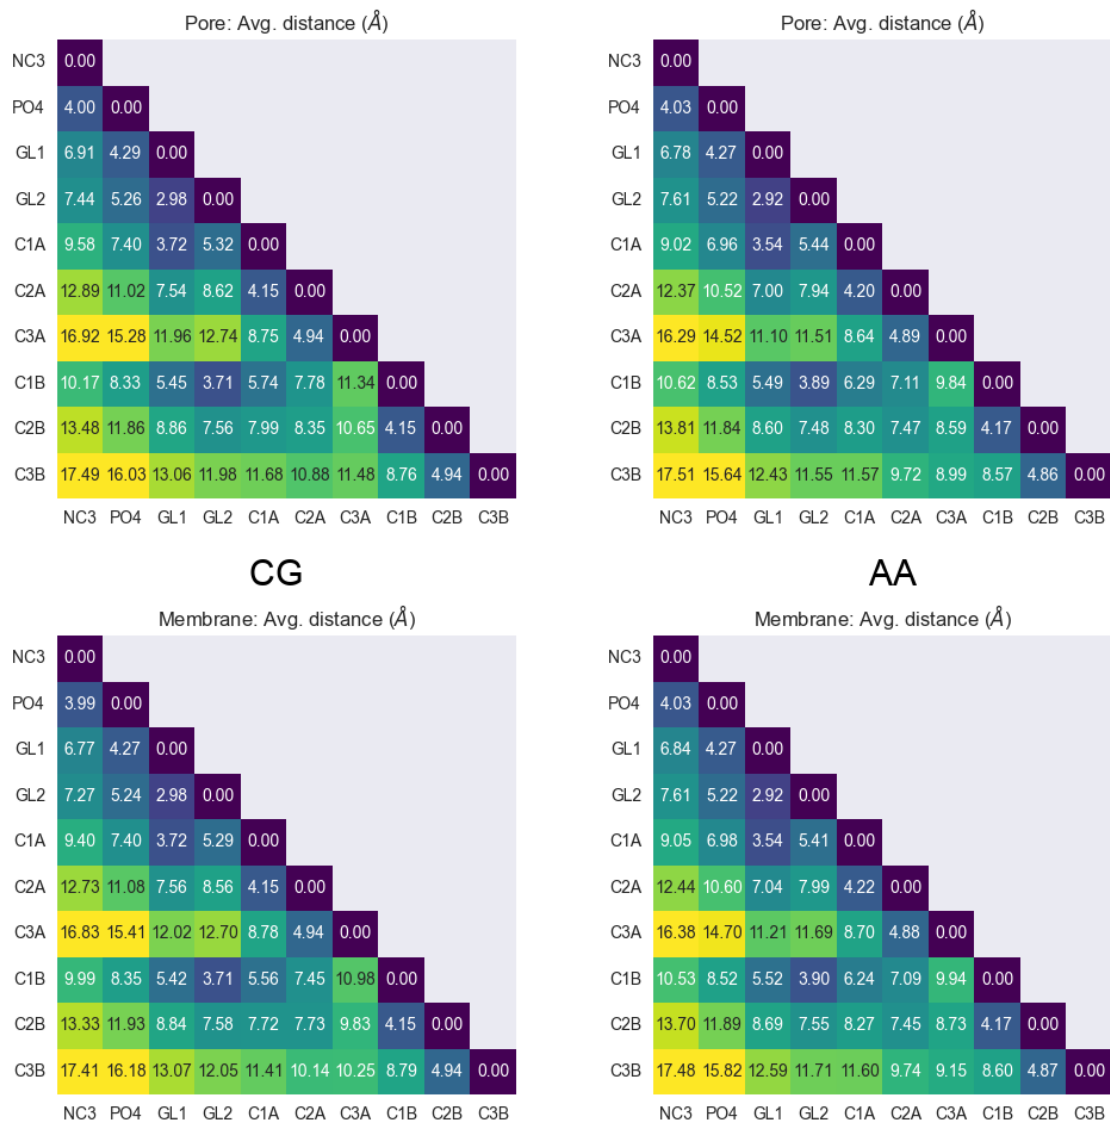 Pore: Avg. distance (Å)
NC3 0.00
PO4 4.00 0.00
GL1 6.91 4.29 0.00
GL2 7.44 5.26 2.98 0.00
C1A 9.58 7.40 3.72 5.32 0.00
C2A 12.89 11.02 7.54 8.62 4.15 0.00
C3A 16.92 15.28 11.96 12.74 8.75 4.94 0.00
C1B 10.17 8.33 5.45 3.71 5.74 7.78 11.34 0.00
C2B 13.48 11.86 8.86 7.56 7.99 8.35 10.65 4.15 0.00
C3B 17.49 16.03 13.06 11.98 11.68 10.88 11.48 8.76 4.94 0.00
NC3 PO4 GL1 GL2 C1A C2A C3A C1B C2B C3B
CG
Pore: Avg. distance (Å)
NC3 0.00
PO4 4.03 0.00
GL1 6.78 4.27 0.00
GL2 7.61 5.22 2.92 0.00
C1A 9.02 6.96 3.54 5.44 0.00
C2A 12.37 10.52 7.00 7.94 4.20 0.00
C3A 16.29 14.52 11.10 11.51 8.64 4.89 0.00
C1B 10.62 8.53 5.49 3.89 6.29 7.11 9.84 0.00
C2B 13.81 11.84 8.60 7.48 8.30 7.47 8.59 4.17 0.00
C3B 17.51 15.64 12.43 11.55 11.57 9.72 8.99 8.57 4.86 0.00
NC3 PO4 GL1 GL2 C1A C2A C3A C1B C2B C3B
AA
Membrane: Avg. distance (Å)
NC3 0.00
PO4 3.99 0.00
GL1 6.77 4.27 0.00
GL2 7.27 5.24 2.98 0.00
C1A 9.40 7.40 3.72 5.29 0.00
C2A 12.73 11.08 7.56 8.56 4.15 0.00
C3A 16.83 15.41 12.02 12.70 8.78 4.94 0.00
C1B 9.99 8.35 5.42 3.71 5.56 7.45 10.98 0.00
C2B 13.33 11.93 8.84 7.58 7.72 7.73 9.83 4.15 0.00
C3B 17.41 16.18 13.07 12.05 11.41 10.14 10.25 8.79 4.94 0.00
NC3 PO4 GL1 GL2 C1A C2A C3A C1B C2B C3B
Membrane: Avg. distance (Å)
NC3 0.00
PO4 4.03 0.00
GL1 6.84 4.27 0.00
GL2 7.61 5.22 2.92 0.00
C1A 9.05 6.98 3.54 5.41 0.00
C2A 12.44 10.60 7.04 7.99 4.22 0.00
C3A 16.38 14.70 11.21 11.69 8.70 4.88 0.00
C1B 10.53 8.52 5.52 3.90 6.24 7.09 9.94 0.00
C2B 13.70 11.89 8.69 7.55 8.27 7.45 8.73 4.17 0.00
C3B 17.48 15.82 12.59 11.71 11.60 9.74 9.15 8.60 4.87 0.00
NC3 PO4 GL1 GL2 C1A C2A C3A C1B C2B C3B